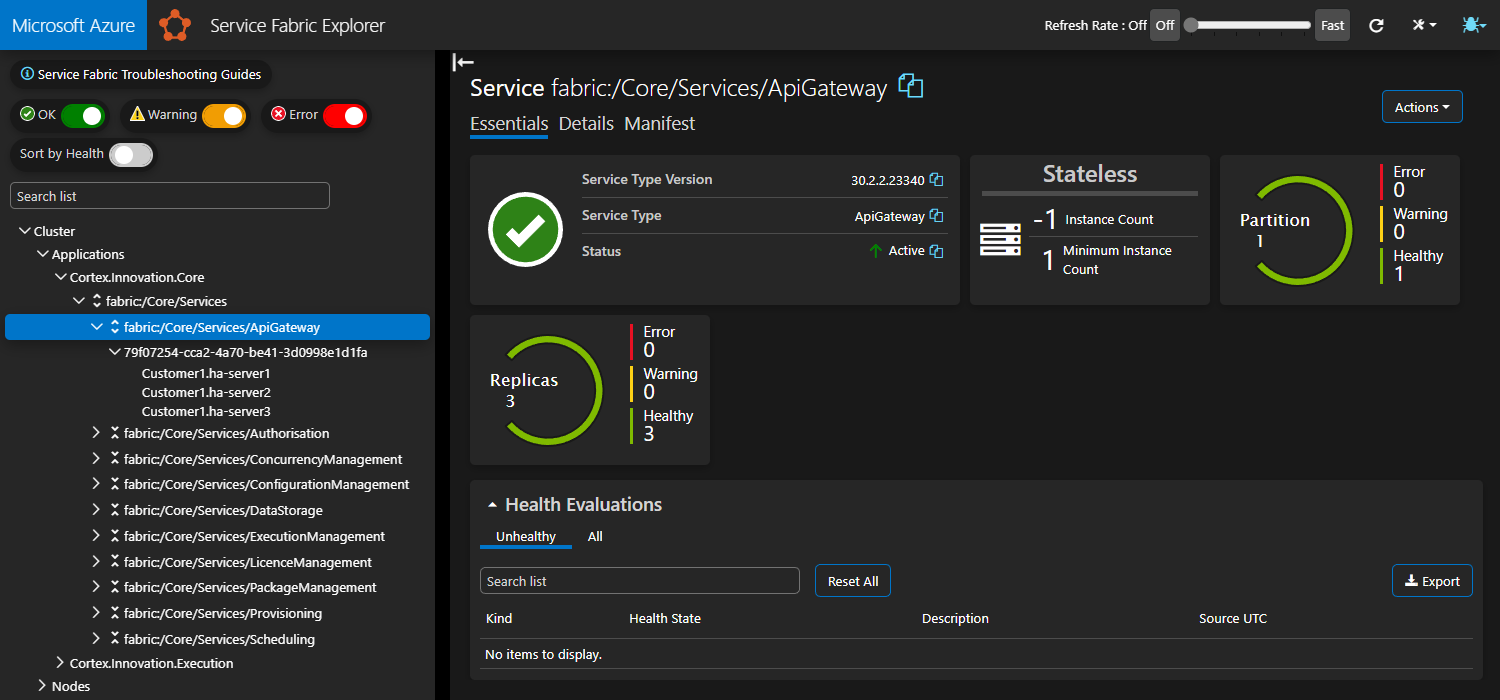 Microsoft Azure
Service Fabric Explorer
Refresh Rate : Off Off Fast
Service Fabric Troubleshooting Guides
OK Warning Error
Sort by Health
Search list
Cluster
Applications
Cortex.Innovation.Core
fabric:/Core/Services
fabric:/Core/Services/ApiGateway
79f07254-cca2-4a70-be41-3d0998e1d1fa
Customer1.ha-server1
Customer1.ha-server2
Customer1.ha-server3
fabric:/Core/Services/Authorisation
fabric:/Core/Services/ConcurrencyManagement
fabric:/Core/Services/ConfigurationManagement
fabric:/Core/Services/DataStorage
fabric:/Core/Services/ExecutionManagement
fabric:/Core/Services/LicenceManagement
fabric:/Core/Services/PackageManagement
fabric:/Core/Services/Provisioning
fabric:/Core/Services/Scheduling
Cortex.Innovation.Execution
Nodes
Service fabric:/Core/Services/ApiGateway
Actions
Essentials Details Manifest
Service Type Version 30.2.2.23340
Service Type ApiGateway
Status Active
Stateless
-1 Instance Count
1 Minimum Instance
Count
Partition
1
Error
0
Warning
0
Healthy
1
Replicas
3
Error
0
Warning
0
Healthy
3
Health Evaluations
Unhealthy All
Search list Reset All Export
Kind Health State Description Source UTC
No items to display.